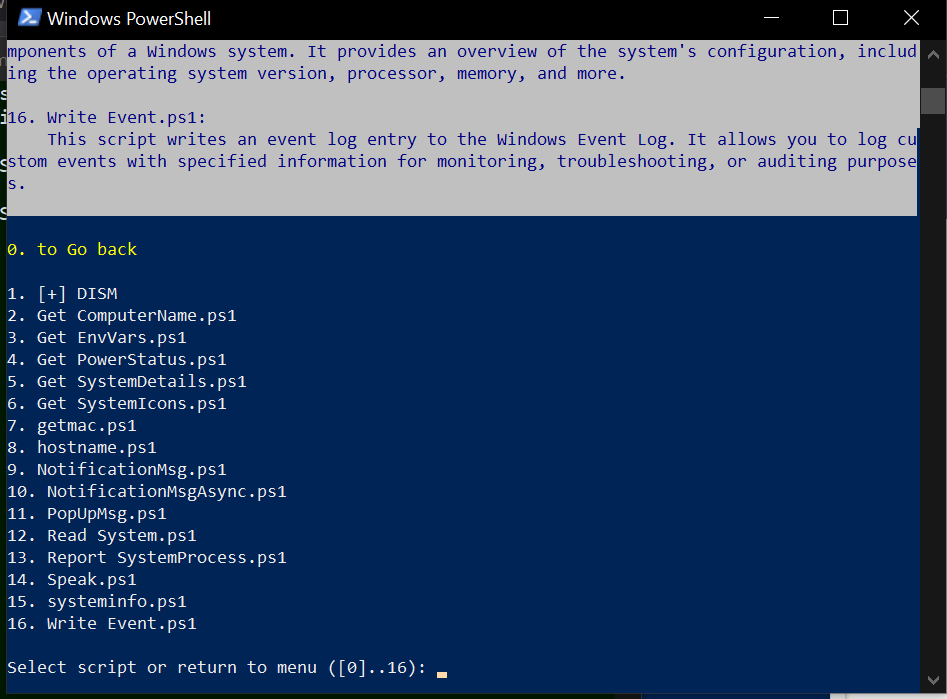 Windows PowerShell
mponents of a Windows system. It provides an overview of the system's configuration, includ
ing the operating system version, processor, memory, and more.
16. Write Event.ps1:
This script writes an event log entry to the Windows Event Log. It allows you to log cu
stom events with specified information for monitoring, troubleshooting, or auditing purpose
s.
0. to Go back
1. [+] DISM
2. Get ComputerName.ps1
3. Get EnvVars.ps1
4. Get PowerStatus.ps1
5. Get SystemDetails.ps1
6. Get SystemIcons.ps1
7. getmac.ps1
8. hostname.ps1
9. NotificationMsg.ps1
10. NotificationMsgAsync.ps1
11. PopUpMsg.ps1
12. Read System.ps1
13. Report SystemProcess.ps1
14. Speak.ps1
15. systeminfo.ps1
16. Write Event.ps1
Select script or return to menu ([0]..16):